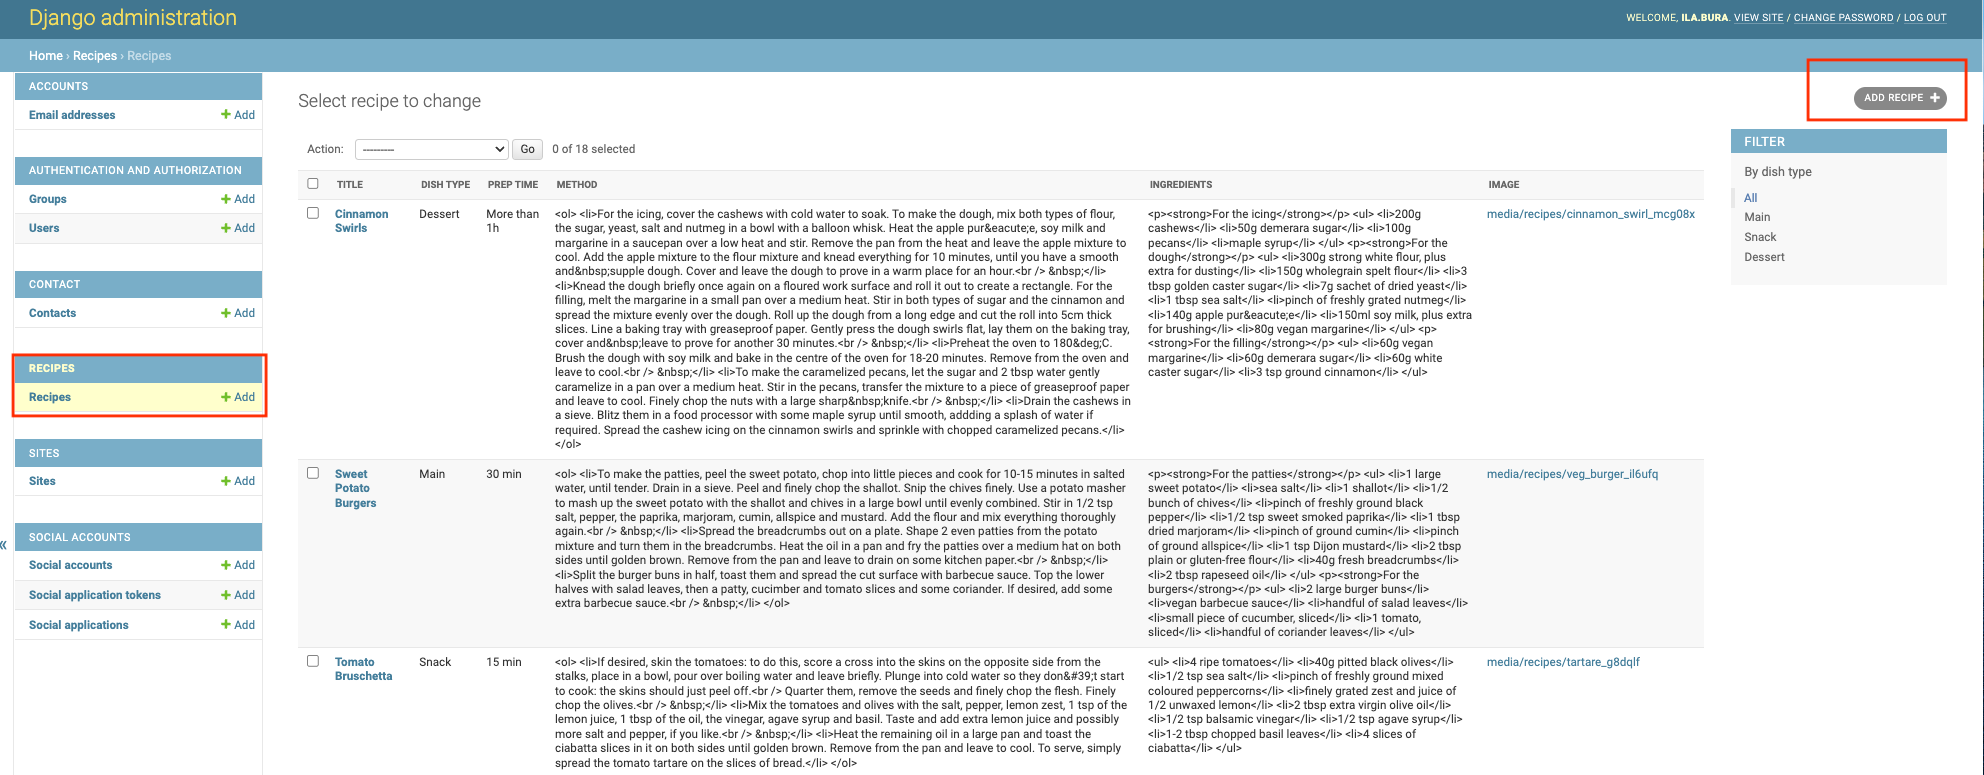 Django administration
WELCOME, ILA.BURA. VIEW SITE / CHANGE PASSWORD / LOG OUT
Home › Recipes › Recipes
ACCOUNTS
Email addresses + Add
AUTHENTICATION AND AUTHORIZATION
Groups + Add
Users + Add
CONTACT
Contacts + Add
RECIPES
Recipes + Add
SITES
Sites + Add
SOCIAL ACCOUNTS
Social accounts + Add
Social application tokens + Add
Social applications + Add
«
Select recipe to change
ADD RECIPE +
Action: --------- Go 0 of 18 selected
TITLE DISH TYPE PREP TIME METHOD INGREDIENTS IMAGE
Cinnamon
Swirls
Dessert
More than
1h
<ol> <li>For the icing, cover the cashews with cold water to soak. To make the dough, mix both types of flour,
the sugar, yeast, salt and nutmeg in a bowl with a balloon whisk. Heat the apple pur&eacute;e, soy milk and
margarine in a saucepan over a low heat and stir. Remove the pan from the heat and leave the apple mixture to
cool. Add the apple mixture to the flour mixture and knead everything for 10 minutes, until you have a smooth
and&nbsp;supple dough. Cover and leave the dough to prove in a warm place for an hour.<br /> &nbsp;</li>
<li>Knead the dough briefly once again on a floured work surface and roll it out to create a rectangle. For the
filling, melt the margarine in a small pan over a medium heat. Stir in both types of sugar and the cinnamon and
spread the mixture evenly over the dough. Roll up the dough from a long edge and cut the roll into 5cm thick
slices. Line a baking tray with greaseproof paper. Gently press the dough swirls flat, lay them on the baking tray,
cover and&nbsp;leave to prove for another 30 minutes.<br /> &nbsp;</li> <li>Preheat the oven to 180&deg;C.
Brush the dough with soy milk and bake in the centre of the oven for 18-20 minutes. Remove from the oven and
leave to cool.<br /> &nbsp;</li> <li>To make the caramelized pecans, let the sugar and 2 tbsp water gently
caramelize in a pan over a medium heat. Stir in the pecans, transfer the mixture to a piece of greaseproof paper
and leave to cool. Finely chop the nuts with a large sharp&nbsp;knife.<br /> &nbsp;</li> <li>Drain the cashews in
a sieve. Blitz them in a food processor with some maple syrup until smooth, addding a splash of water if
required. Spread the cashew icing on the cinnamon swirls and sprinkle with chopped caramelized pecans.</li>
</ol>
<p><strong>For the icing</strong></p> <ul> <li>200g
cashews</li> <li>50g demerara sugar</li> <li>100g
pecans</li> <li>maple syrup</li> </ul> <p><strong>For the
dough</strong></p> <ul> <li>300g strong white flour, plus
extra for dusting</li> <li>150g wholegrain spelt flour</li> <li>3
tbsp golden caster sugar</li> <li>7g sachet of dried yeast</li>
<li>1 tbsp sea salt</li> <li>pinch of freshly grated nutmeg</li>
<li>140g apple pur&eacute;e</li> <li>150ml soy milk, plus extra
for brushing</li> <li>80g vegan margarine</li> </ul> <p>
<strong>For the filling</strong></p> <ul> <li>60g vegan
margarine</li> <li>60g demerara sugar</li> <li>60g white
caster sugar</li> <li>3 tsp ground cinnamon</li> </ul>
media/recipes/cinnamon_swirl_mcg08x
Sweet
Potato
Burgers
Main
30 min
<ol> <li>To make the patties, peel the sweet potato, chop into little pieces and cook for 10-15 minutes in salted
water, until tender. Drain in a sieve. Peel and finely chop the shallot. Snip the chives finely. Use a potato masher
to mash up the sweet potato with the shallot and chives in a large bowl until evenly combined. Stir in 1/2 tsp
salt, pepper, the paprika, marjoram, cumin, allspice and mustard. Add the flour and mix everything thoroughly
again.<br /> &nbsp;</li> <li>Spread the breadcrumbs out on a plate. Shape 2 even patties from the potato
mixture and turn them in the breadcrumbs. Heat the oil in a pan and fry the patties over a medium hat on both
sides until golden brown. Remove from the pan and leave to drain on some kitchen paper.<br /> &nbsp;</li>
<li>Split the burger buns in half, toast them and spread the cut surface with barbecue sauce. Top the lower
halves with salad leaves, then a patty, cucimber and tomato slices and some coriander. If desired, add some
extra barbecue sauce.<br /> &nbsp;</li> </ol>
<p><strong>For the patties</strong></p> <ul> <li>1 large
sweet potato</li> <li>sea salt</li> <li>1 shallot</li> <li>1/2
bunch of chives</li> <li>pinch of freshly ground black
pepper</li> <li>1/2 tsp sweet smoked paprika</li> <li>1 tbsp
dried marjoram</li> <li>pinch of ground cumin</li> <li>pinch
of ground allspice</li> <li>1 tsp Dijon mustard</li> <li>2 tbsp
plain or gluten-free flour</li> <li>40g fresh breadcrumbs</li>
<li>2 tbsp rapeseed oil</li> </ul> <p><strong>For the
burgers</strong></p> <ul> <li>2 large burger buns</li>
<li>vegan barbecue sauce</li> <li>handful of salad leaves</li>
<li>small piece of cucumber, sliced</li> <li>1 tomato,
sliced</li> <li>handful of coriander leaves</li> </ul>
media/recipes/veg_burger_il6ufq
Tomato
Bruschetta
Snack
15 min
<ol> <li>If desired, skin the tomatoes: to do this, score a cross into the skins on the opposite side from the
stalks, place in a bowl, pour over boiling water and leave briefly. Plunge into cold water so they don&#39;t start
to cook: the skins should just peel off.<br /> Quarter them, remove the seeds and finely chop the flesh. Finely
chop the olives.<br /> &nbsp;</li> <li>Mix the tomatoes and olives with the salt, pepper, lemon zest, 1 tsp of the
lemon juice, 1 tbsp of the oil, the vinegar, agave syrup and basil. Taste and add extra lemon juice and possibly
more salt and pepper, if you like.<br /> &nbsp;</li> <li>Heat the remaining oil in a large pan and toast the
ciabatta slices in it on both sides until golden brown. Remove from the pan and leave to cool. To serve, simply
spread the tomato tartare on the slices of bread.</li> </ol>
<ul> <li>4 ripe tomatoes</li> <li>40g pitted black olives</li>
<li>1/2 tsp sea salt</li> <li>pinch of freshly ground mixed
coloured peppercorns</li> <li>finely grated zest and juice of
1/2 unwaxed lemon</li> <li>2 tbsp extra virgin olive oil</li>
<li>1/2 tsp balsamic vinegar</li> <li>1/2 tsp agave syrup</li>
<li>1-2 tbsp chopped basil leaves</li> <li>4 slices of
ciabatta</li> </ul>
media/recipes/tartare_g8dqlf
FILTER
By dish type
All
Main
Snack
Dessert